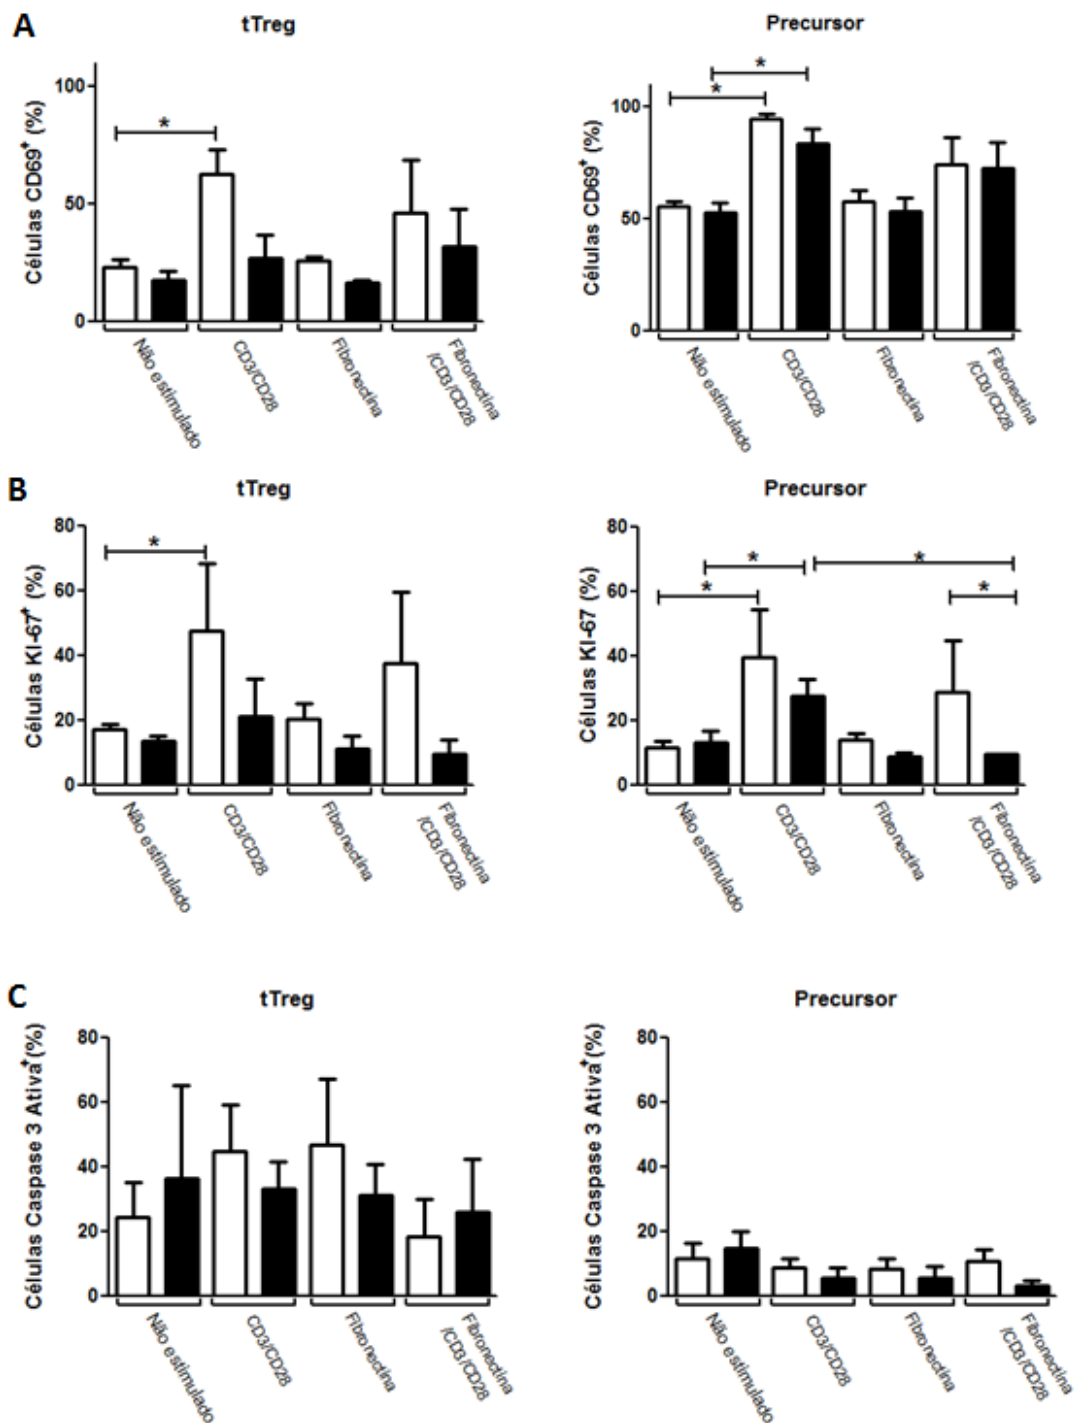 A
tTreg
Precursor
Células CD69+ (%)
100
50
0
*
Não estimulado
CD3/CD28
Fibronectina
Fibronectina
/CD3/CD28
Células CD69+ (%)
100
50
0
*
*
Não estimulado
CD3/CD28
Fibronectina
Fibronectina
/CD3/CD28
B
tTreg
Precursor
Células KI-67+ (%)
80
60
40
20
0
*
Não estimulado
CD3/CD28
Fibronectina
Fibronectina
/CD3/CD28
Células KI-67 (%)
80
60
40
20
0
*
*
*
*
Não estimulado
CD3/CD28
Fibronectina
Fibronectina
/CD3/CD28
C
tTreg
Precursor
Células Caspase 3 Ativa+(%)
80
60
40
20
0
Não estimulado
CD3/CD28
Fibronectina
Fibronectina
/CD3/CD28
Células Caspase 3 Ativa+(%)
80
60
40
20
0
Não estimulado
CD3/CD28
Fibronectina
Fibronectina
/CD3/CD28